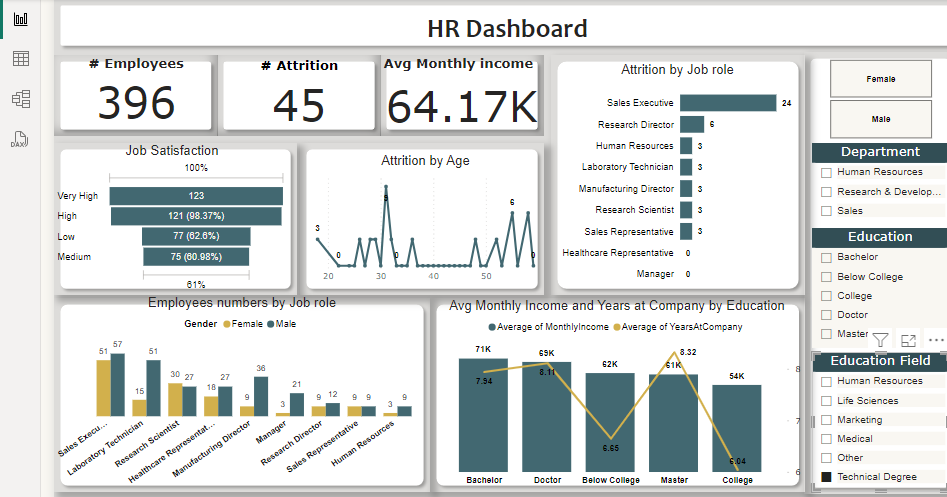 HR Dashboard
# Employees
396
# Attrition
45
Avg Monthly income
64.17K
Attrition by Job role
Sales Executive 24
Research Director 6
Human Resources 3
Laboratory Technician 3
Manufacturing Director 3
Research Scientist 3
Sales Representative 3
Healthcare Representative 0
Manager 0
Female
Male
Department
Human Resources
Research & Develop...
Sales
Education
Bachelor
Below College
College
Doctor
Master
Education Field
Human Resources
Life Sciences
Marketing
Medical
Other
Technical Degree
Job Satisfaction
100%
Very High 123
High 121 (98.37%)
Low 77 (62.6%)
Medium 75 (60.98%)
61%
Attrition by Age
3 0 9 0 6 0
20 30 40 50
Employees numbers by Job role
Gender Female Male
51 57 15 51 30 27 18 27 9 36 3 21 9 12 9 9 3 9
Sales Execu...
Laboratory Technician
Research Scientist
Healthcare Representat...
Manufacturing Director
Manager
Research Director
Sales Representative
Human Resources
Avg Monthly Income and Years at Company by Education
Average of MonthlyIncome Average of YearsAtCompany
71K 69K 62K 61K 54K
7.94 8.11 6.65 8.32 6.04
8
7
6
Bachelor Doctor Below College Master College
DAX